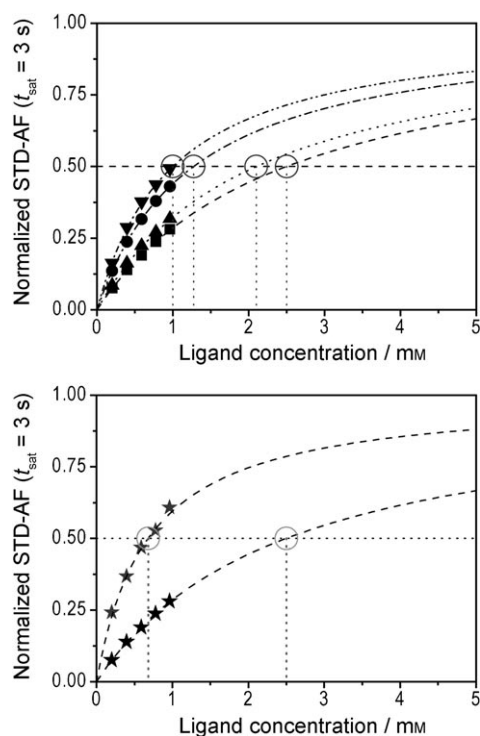 Normalized STD-AF (tsat = 3 s)
1.00
0.75
0.50
0.25
0.00
0 1 2 3 4 5
Ligand concentration / mM
Normalized STD-AF (tsat = 3 s)
1.00
0.75
0.50
0.25
0.00
0 1 2 3 4 5
Ligand concentration / mM